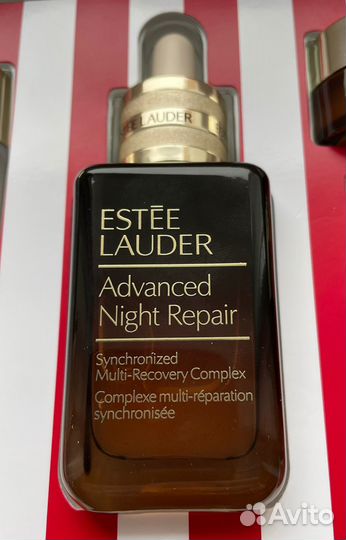 ESTĒE LAUDER
ESTĒE
LAUDER
Advanced
Night Repair
Synchronized
Multi-Recovery Complex
Complexe multi-réparation
synchronisée
Avito